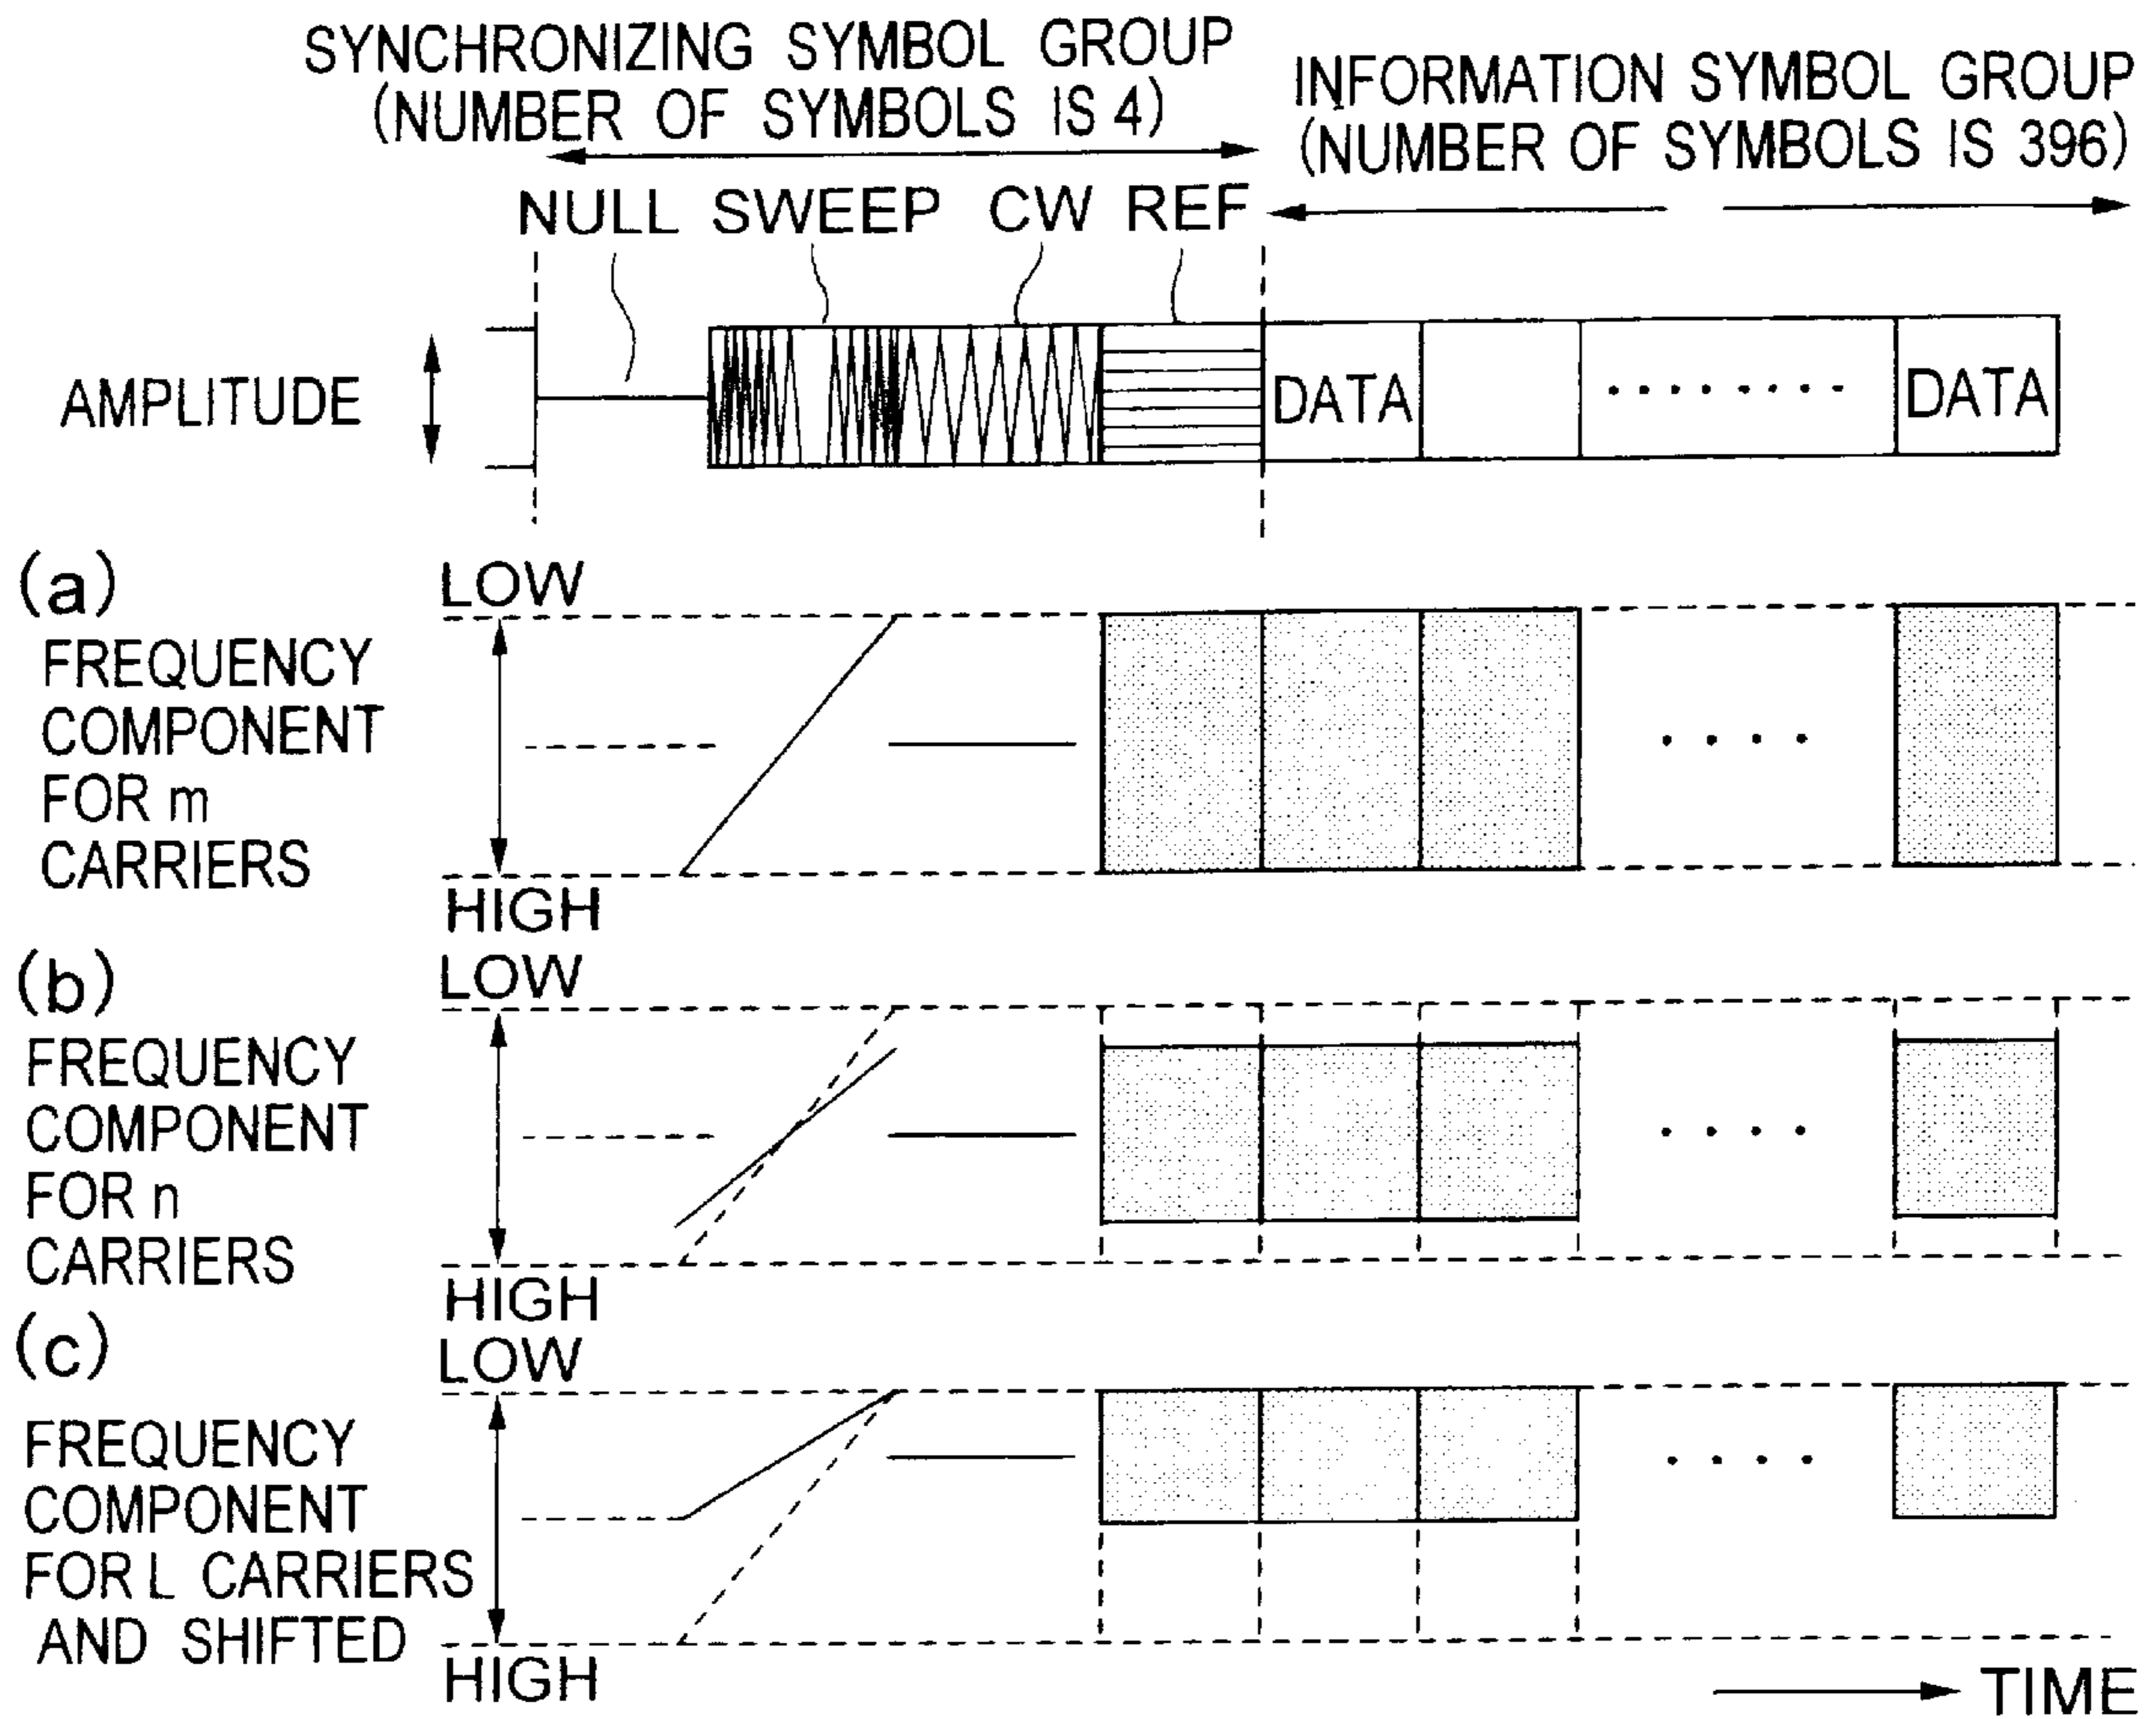 SYNCHRONIZING SYMBOL GROUP
(NUMBER OF SYMBOLS IS 4)
INFORMATION SYMBOL GROUP
(NUMBER OF SYMBOLS IS 396)
NULL SWEEP CW REF
AMPLITUDE
DATA
DATA
(a)
LOW
FREQUENCY
COMPONENT
FOR m
CARRIERS
HIGH
(b)
LOW
FREQUENCY
COMPONENT
FOR n
CARRIERS
HIGH
(c)
LOW
FREQUENCY
COMPONENT
FOR L CARRIERS
AND SHIFTED
HIGH
TIME